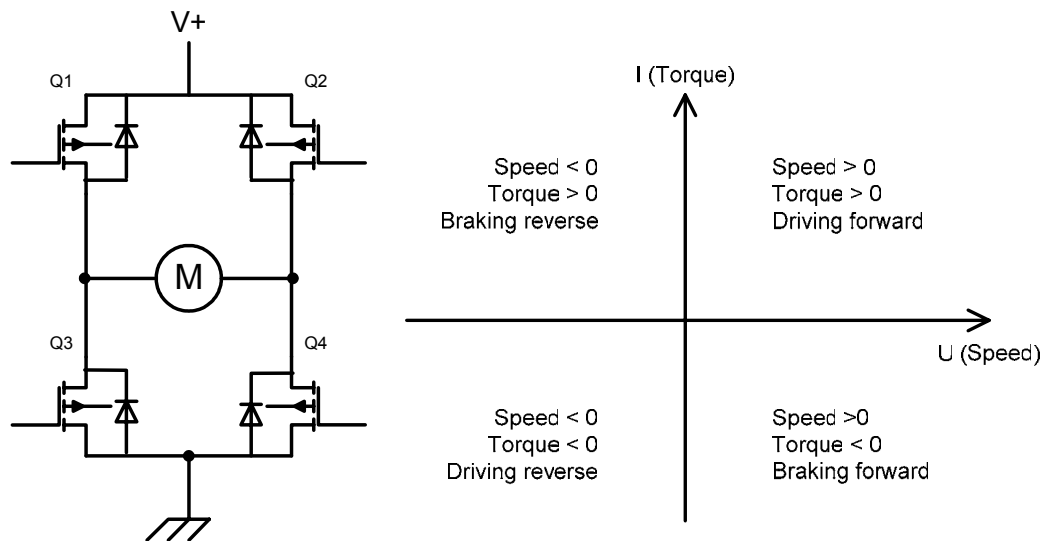 V+
Q1
Q2
M
Q3
Q4
I (Torque)
Speed < 0
Torque > 0
Braking reverse
Speed > 0
Torque > 0
Driving forward
U (Speed)
Speed < 0
Torque < 0
Driving reverse
Speed >0
Torque < 0
Braking forward